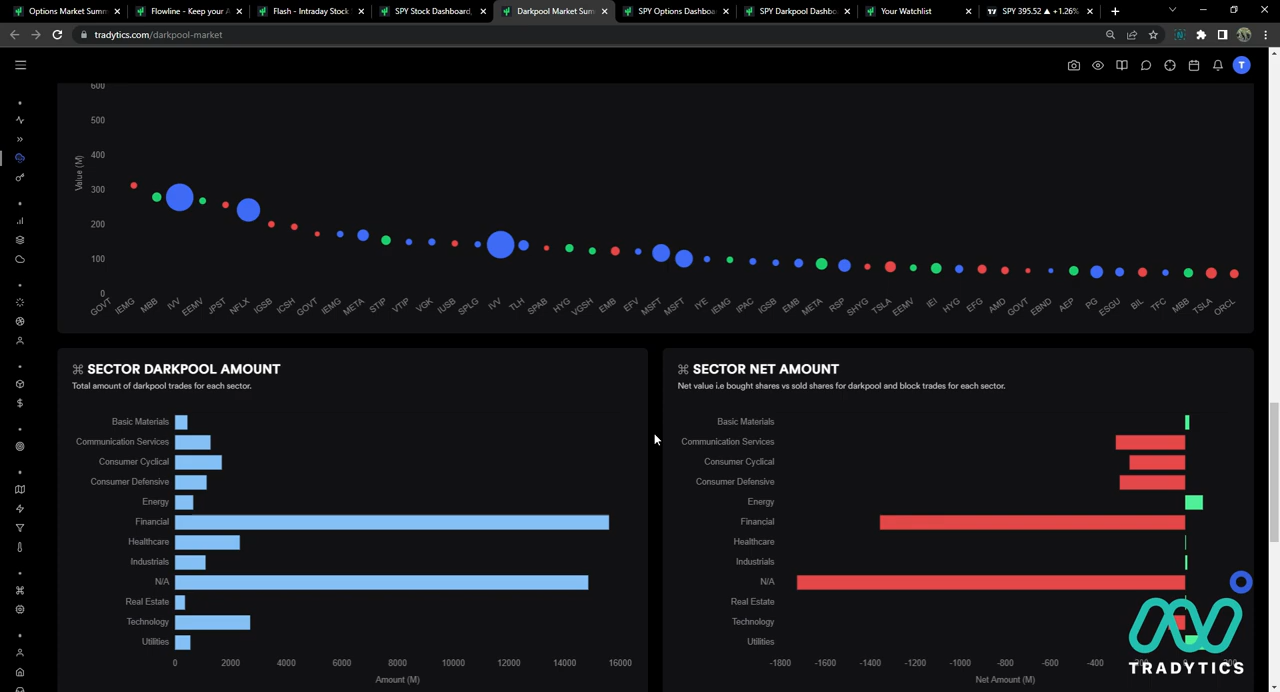 Options Market Summ
Flowline - Keep your A
Flash - Intraday Stock
SPY Stock Dashboard,
Darkpool Market Sum
SPY Options Dashboa
SPY Darkpool Dashbo
Your Watchlist
SPY 395.52 ▲ +1.26%
tradytics.com/darkpool-market
T
600
500
400
300
200
100
0
Value (M)
GOVT
IEMG
MBB
IVV
EEMV
JPST
NFLX
IGSB
ICSH
GOVT
IEMG
META
STIP
VTIP
VGK
IUSB
SPLG
IVV
TLH
SPAB
HYG
VGSH
EMB
EFV
MSFT
MSFT
IYE
IEMG
IPAC
IGSB
EMB
META
RSP
SHYG
TSLA
EEMV
IEI
HYG
EFG
AMD
GOVT
EBND
AEP
PG
ESGU
BIL
TFC
MBB
TSLA
ORCL
⌘ SECTOR DARKPOOL AMOUNT
Total amount of darkpool trades for each sector.
Basic Materials
Communication Services
Consumer Cyclical
Consumer Defensive
Energy
Financial
Healthcare
Industrials
N/A
Real Estate
Technology
Utilities
0 2000 4000 6000 8000 10000 12000 14000 16000
Amount (M)
⌘ SECTOR NET AMOUNT
Net value i.e bought shares vs sold shares for darkpool and block trades for each sector.
Basic Materials
Communication Services
Consumer Cyclical
Consumer Defensive
Energy
Financial
Healthcare
Industrials
N/A
Real Estate
Technology
Utilities
-1800 -1600 -1400 -1200 -1000 -800 -600 -400
Net Amount (M)
TRADYTICS